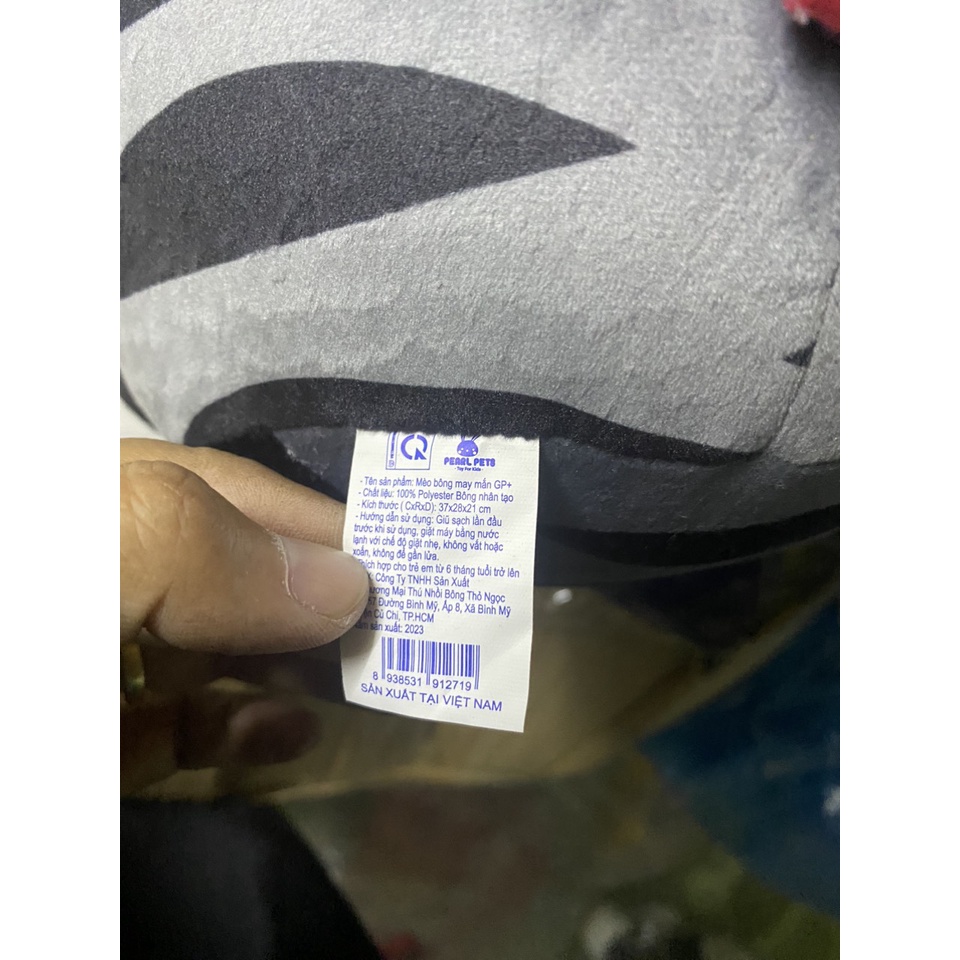 PEARL PETS
Toy For Kids
- Tên sản phẩm: Mèo bông may mắn GP+
- Chất liệu: 100% Polyester Bông nhân tạo
- Kích thước ( CxRxD): 37x28x21 cm
- Hướng dẫn sử dụng: Giũ sạch lần đầu
trước khi sử dụng, giặt máy bằng nước
lạnh với chế độ giặt nhẹ, không vắt hoặc
xoắn, không để gần lửa.
hích hợp cho trẻ em từ 6 tháng tuổi trở lên
Công Ty TNHH Sản Xuất
ương Mại Thú Nhồi Bông Thỏ Ngọc
7 Đường Bình Mỹ, Ấp 8, Xã Bình Mỹ
Củ Chi, TP.HCM
sản xuất: 2023
8 938531 912719
SẢN XUẤT TẠI VIỆT NAM